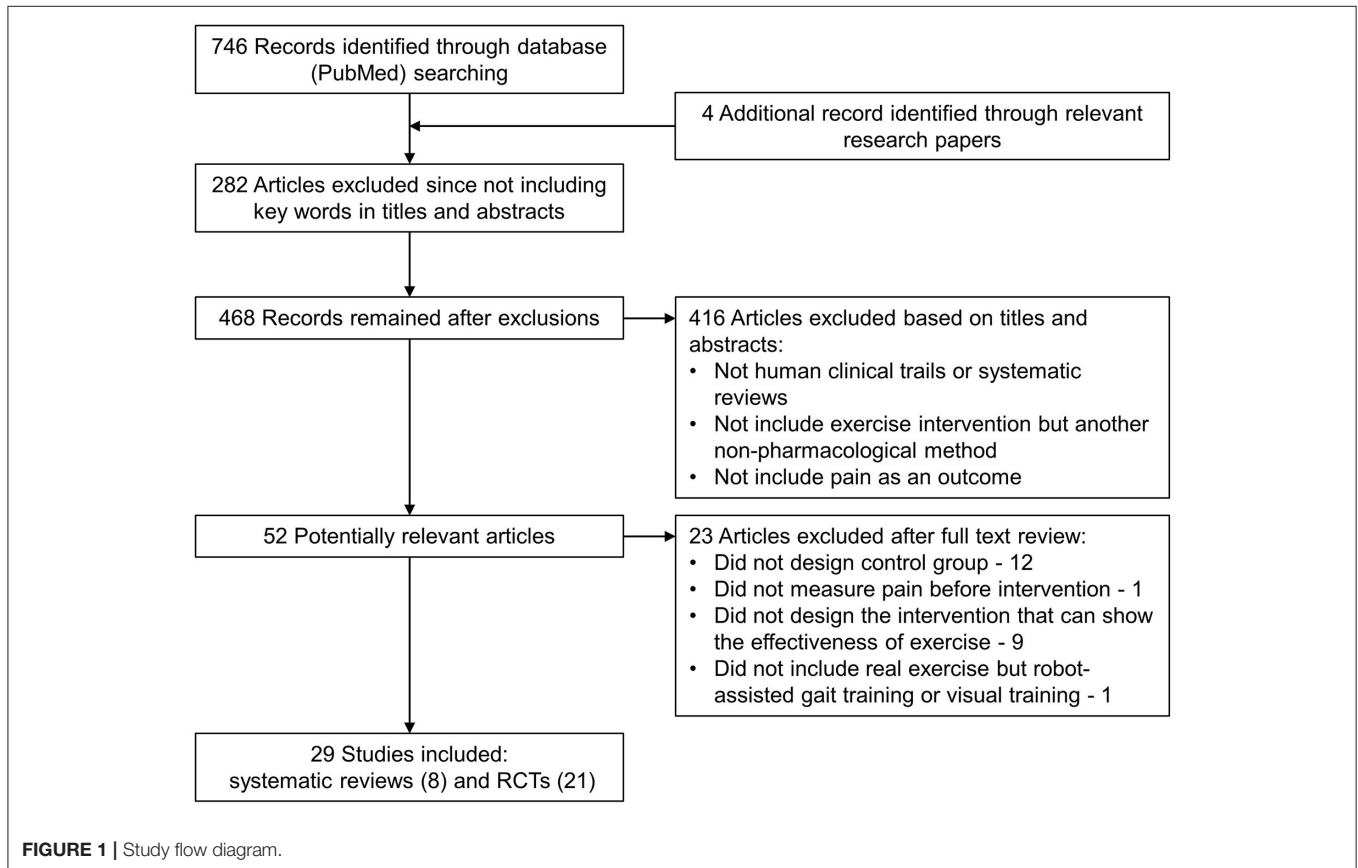 746 Records identified through database
(PubMed) searching
4 Additional record identified through relevant
research papers
282 Articles excluded since not including
key words in titles and abstracts
468 Records remained after exclusions
416 Articles excluded based on titles and
abstracts:
• Not human clinical trails or systematic
reviews
• Not include exercise intervention but another
non-pharmacological method
• Not include pain as an outcome
52 Potentially relevant articles
23 Articles excluded after full text review:
• Did not design control group - 12
• Did not measure pain before intervention - 1
• Did not design the intervention that can show
the effectiveness of exercise - 9
• Did not include real exercise but robot-
assisted gait training or visual training - 1
29 Studies included:
systematic reviews (8) and RCTs (21)
FIGURE 1 | Study flow diagram.